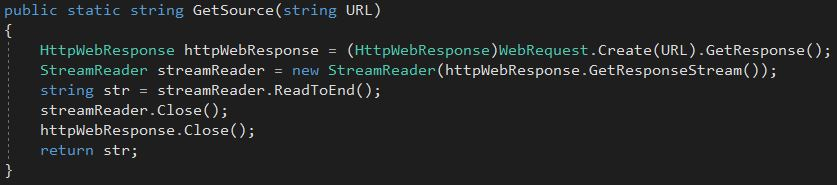 public static string GetSource(string URL)
{
    HttpWebResponse httpWebResponse = (HttpWebResponse)WebRequest.Create(URL).GetResponse();
    StreamReader streamReader = new StreamReader(httpWebResponse.GetResponseStream());
    string str = streamReader.ReadToEnd();
    streamReader.Close();
    httpWebResponse.Close();
    return str;
}